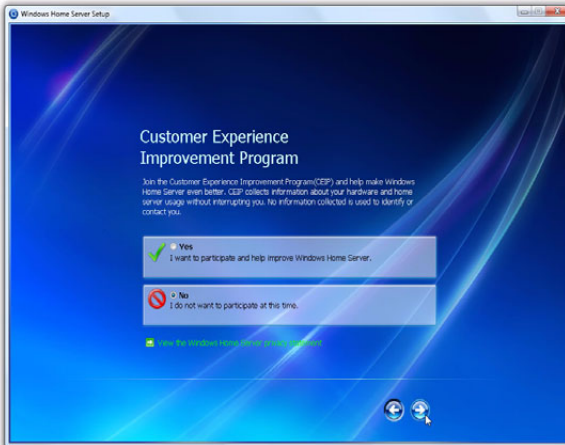 Windows Home Server Setup
Customer Experience
Improvement Program
Join the Customer Experience Improvement Program(CEIP) and help make Windows
Home Server even better. CEIP collects information about your hardware and home
server usage without interrupting you. No information collected is used to identify or
contact you.
Yes
I want to participate and help improve Windows Home Server.
No
I do not want to participate at this time.
View the Windows Home Server privacy statement